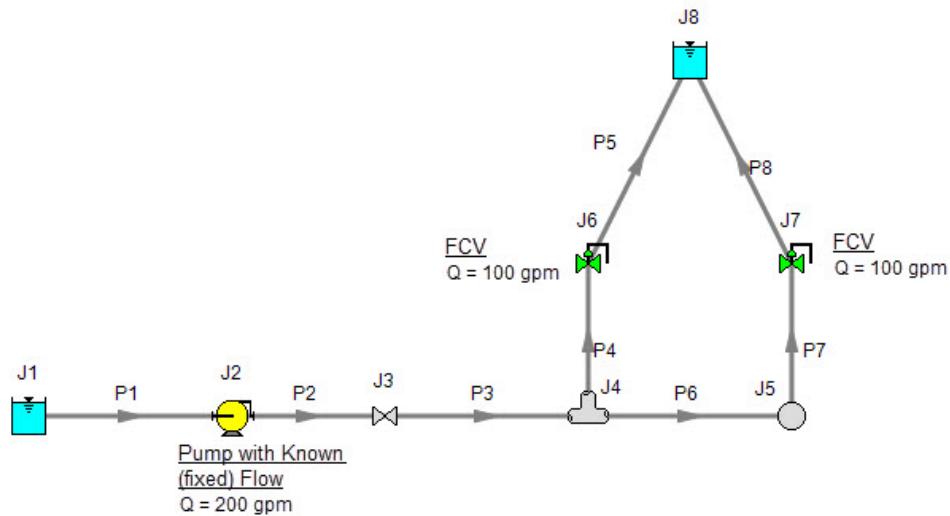 J8
P5
P8
J6
J7
FCV
Q = 100 gpm
FCV
Q = 100 gpm
P4
P7
J1
P1
J2
P2
J3
P3
J4
P6
J5
Pump with Known
(fixed) Flow
Q = 200 gpm